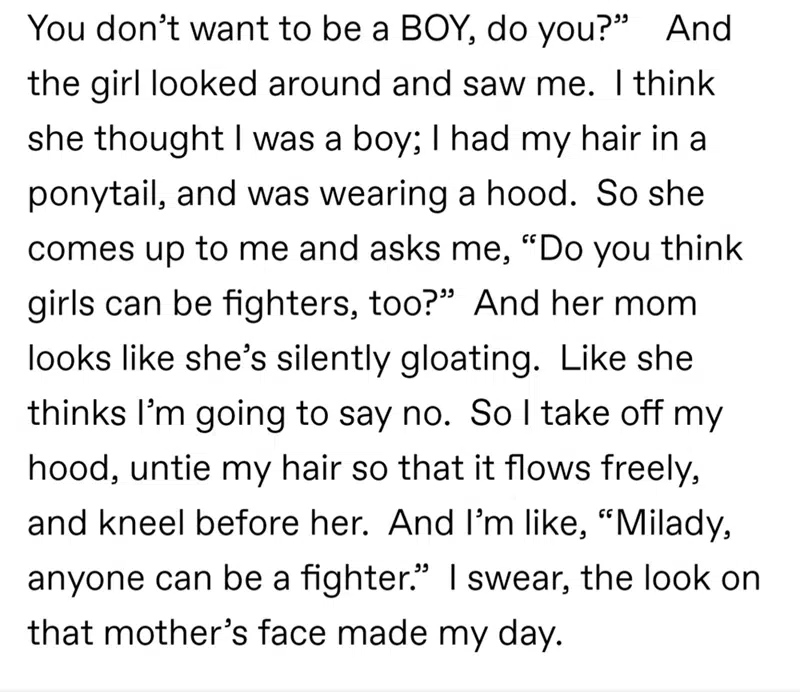 You don’t want to be a BOY, do you?”   And
the girl looked around and saw me.  I think
she thought I was a boy; I had my hair in a
ponytail, and was wearing a hood.  So she
comes up to me and asks me, “Do you think
girls can be fighters, too?”  And her mom
looks like she’s silently gloating.  Like she
thinks I’m going to say no.  So I take off my
hood, untie my hair so that it flows freely,
and kneel before her.  And I’m like, “Milady,
anyone can be a fighter.”  I swear, the look on
that mother’s face made my day.